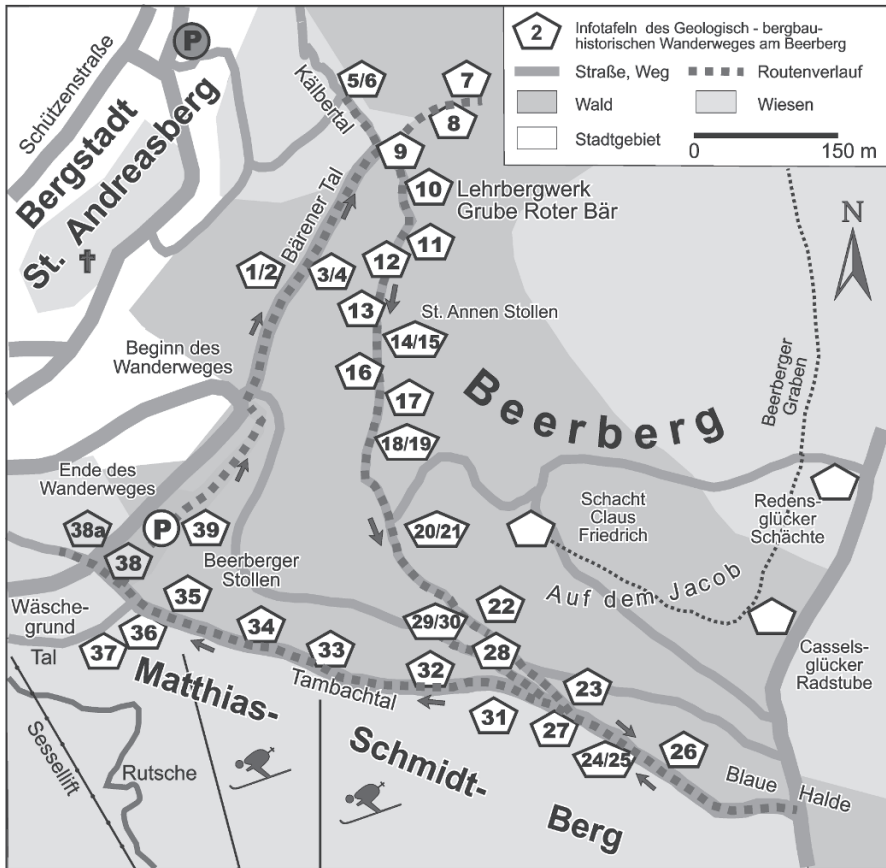 2
Infotafeln des Geologisch - bergbau-
historischen Wanderweges am Beerberg
Straße, Weg
Routenverlauf
Wald
Wiesen
Stadtgebiet
0
150 m
N
P
Schützenstraße
Bergstadt
St. Andreasberg
Kälbertal
5/6
7
8
9
10
Lehrbergwerk
Grube Roter Bär
Bärener Tal
11
1/2
3/4
12
13
St. Annen Stollen
14/15
Beginn des
Wanderweges
16
17
Beerberg
18/19
Beerberger
Graben
Ende des
Wanderweges
38a
P
39
20/21
Schacht
Claus
Friedrich
Redens-
glücker
Schächte
38
Beerberger
Stollen
35
Auf dem Jacob
Wäsche-
grund
Tal
36
37
34
33
29/30
22
28
32
Cassels-
glücker
Radstube
23
Tambachtal
31
27
24/25
26
Blaue Halde
Matthias-
Schmidt-
Berg
Sessellift
Rutsche